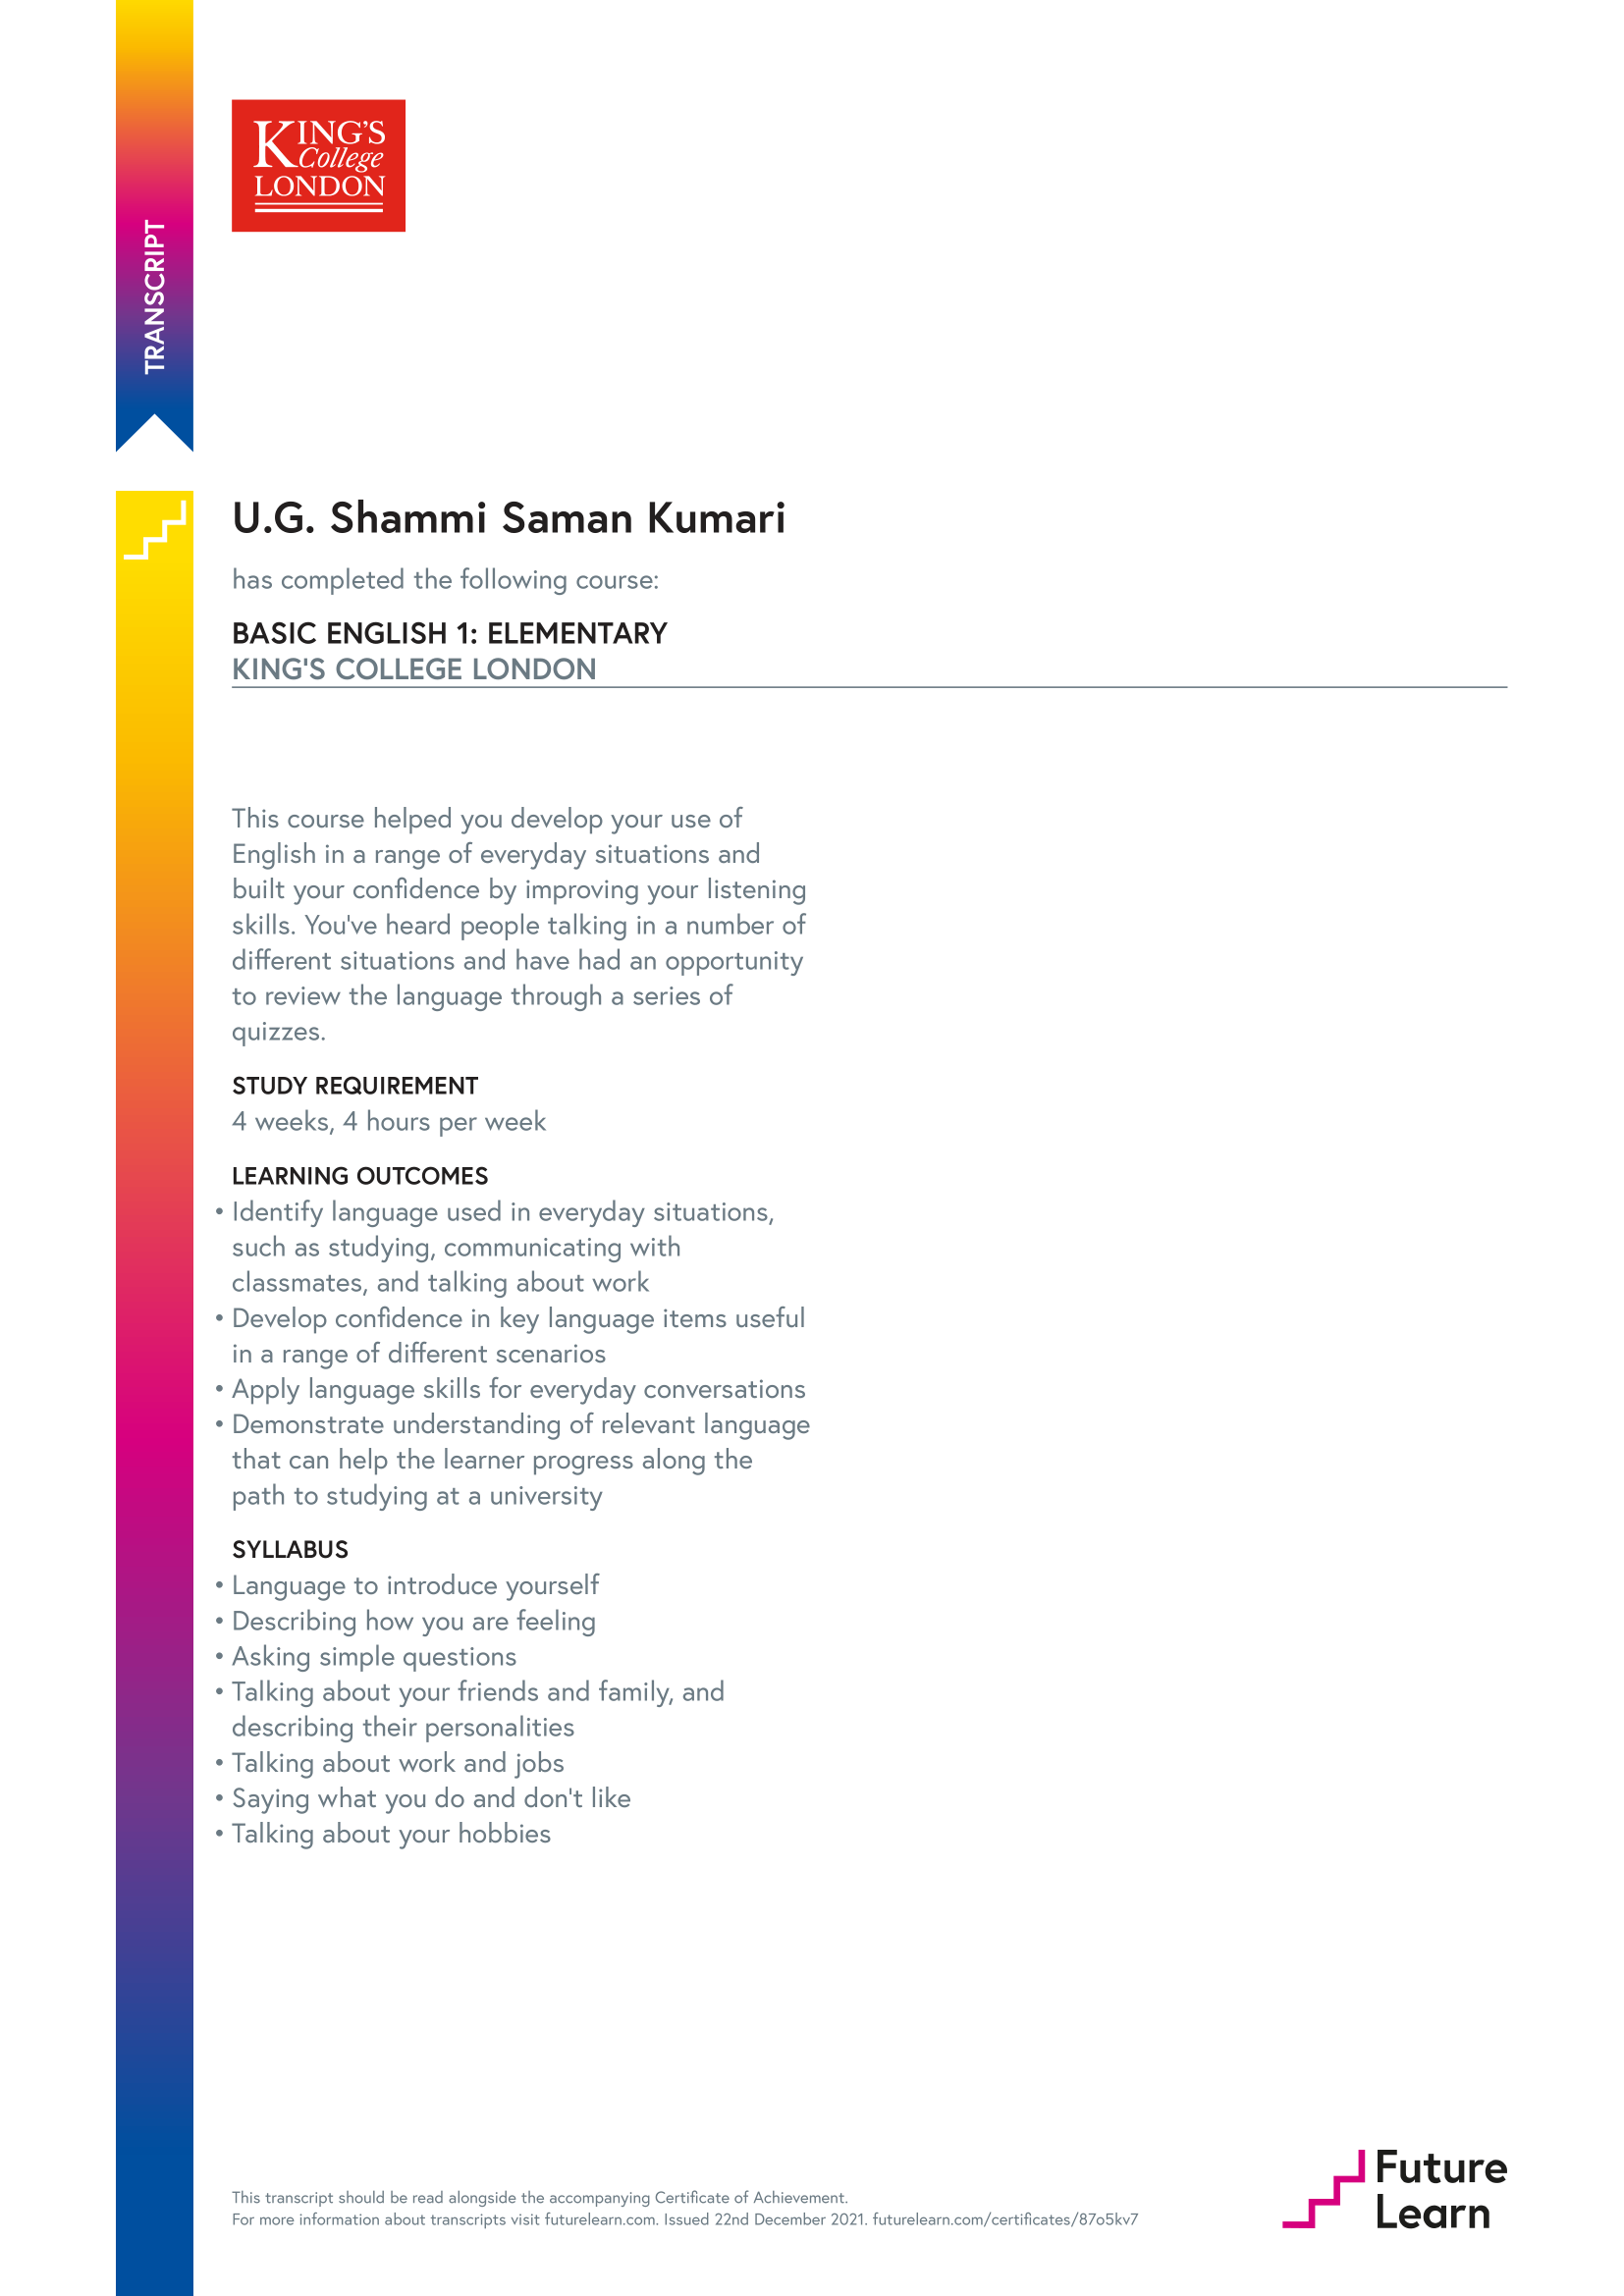 KING'S
College
LONDON
TRANSCRIPT
U.G. Shammi Saman Kumari
has completed the following course:
BASIC ENGLISH 1: ELEMENTARY
KING'S COLLEGE LONDON
This course helped you develop your use of
English in a range of everyday situations and
built your confidence by improving your listening
skills. You've heard people talking in a number of
different situations and have had an opportunity
to review the language through a series of
quizzes.
STUDY REQUIREMENT
4 weeks, 4 hours per week
LEARNING OUTCOMES
• Identify language used in everyday situations,
such as studying, communicating with
classmates, and talking about work
• Develop confidence in key language items useful
in a range of different scenarios
• Apply language skills for everyday conversations
• Demonstrate understanding of relevant language
that can help the learner progress along the
path to studying at a university
SYLLABUS
• Language to introduce yourself
• Describing how you are feeling
• Asking simple questions
• Talking about your friends and family, and
describing their personalities
• Talking about work and jobs
• Saying what you do and don't like
• Talking about your hobbies
This transcript should be read alongside the accompanying Certificate of Achievement.
For more information about transcripts visit futurelearn.com. Issued 22nd December 2021. futurelearn.com/certificates/87o5kv7
Future
Learn